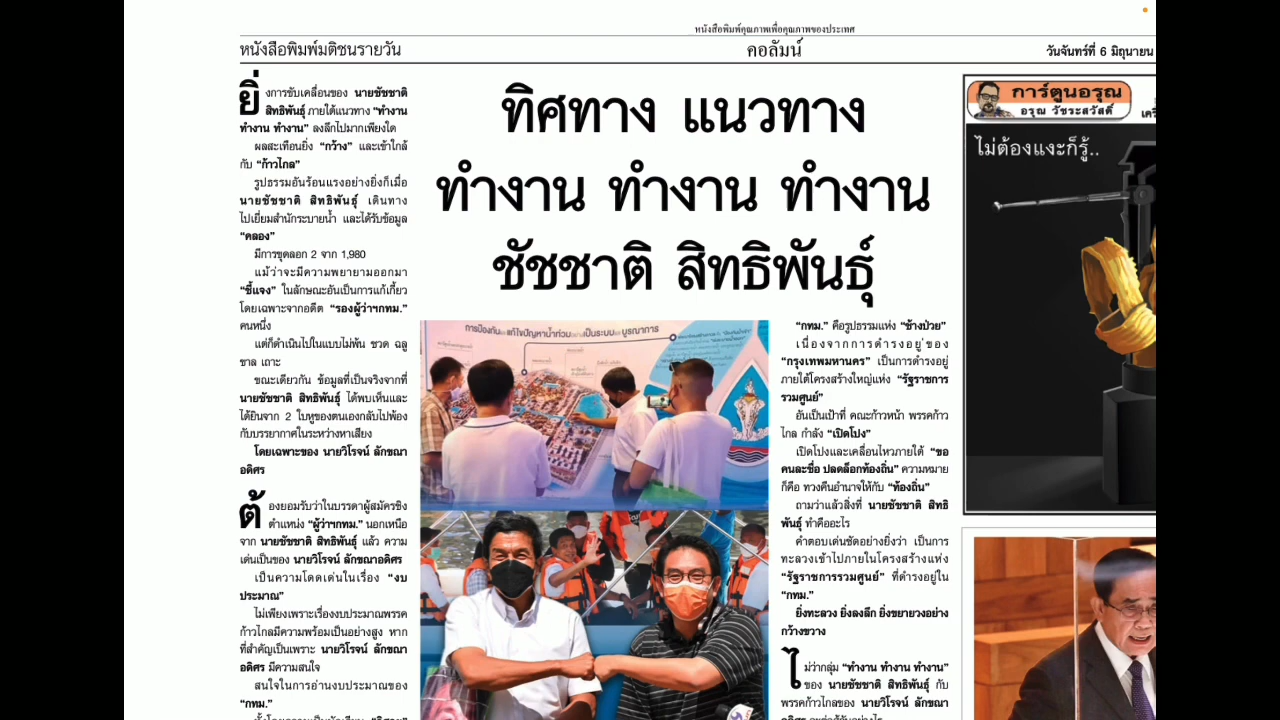 หนังสือพิมพ์คุณภาพเพื่อคุณภาพของประเทศ
หนังสือพิมพ์มติชนรายวัน
คอลัมน์
วันจันทร์ที่ 6 มิถุนายน
ทิศทาง แนวทาง
ทำงาน ทำงาน ทำงาน
ชัชชาติ สิทธิพันธุ์
ยิ่งการขับเคลื่อนของ นายชัชชาติ
สิทธิพันธุ์ ภายใต้แนวทาง “ทำงาน
ทำงาน ทำงาน” ลงลึกไปมากเพียงใด
ผลสะเทือนยิ่ง “กว้าง” และเข้าใกล้
กับ “ก้าวไกล”
รูปธรรมอันร้อนแรงอย่างยิ่งก็เมื่อ
นายชัชชาติ สิทธิพันธุ์ เดินทาง
ไปเยี่ยมสำนักระบายน้ำ และได้รับข้อมูล
“คลอง”
มีการขุดลอก 2 จาก 1,980
แม้ว่าจะมีความพยายามออกมา
“ชี้แจง” ในลักษณะอันเป็นการแก้เกี้ยว
โดยเฉพาะจากอดีต “รองผู้ว่าฯกทม.”
คนหนึ่ง
แต่ก็ดำเนินไปในแบบไม่พ้น ชวด ฉลู
ขาล เถาะ
ขณะเดียวกัน ข้อมูลที่เป็นจริงจากที่
นายชัชชาติ สิทธิพันธุ์ ได้พบเห็นและ
ได้ยินจาก 2 ใบหูของตนเองกลับไปพ้อง
กับบรรยากาศในระหว่างหาเสียง
โดยเฉพาะของ นายวิโรจน์ ลักขณา
อดิศร
ต้องยอมรับว่าในบรรดาผู้สมัครชิง
ตำแหน่ง “ผู้ว่าฯกทม.” นอกเหนือ
จาก นายชัชชาติ สิทธิพันธุ์ แล้ว ความ
เด่นเป็นของ นายวิโรจน์ ลักขณาอดิศร
เป็นความโดดเด่นในเรื่อง “งบ
ประมาณ”
ไม่เพียงเพราะเรื่องงบประมาณพรรค
ก้าวไกลมีความพร้อมเป็นอย่างสูง หาก
ที่สำคัญเป็นเพราะ นายวิโรจน์ ลักขณา
อดิศร มีความสนใจ
สนใจในการอ่านงบประมาณของ
“กทม.”
การป้องกันและแก้ไขปัญหาน้ำท่วมอย่างเป็นระบบและบูรณาการ
“กทม.” คือรูปธรรมแห่ง “ช้างป่วย”
เนื่องจากการดำรงอยู่ของ
“กรุงเทพมหานคร” เป็นการดำรงอยู่
ภายใต้โครงสร้างใหญ่แห่ง “รัฐราชการ
รวมศูนย์”
อันเป็นเป้าที่ คณะก้าวหน้า พรรคก้าว
ไกล กำลัง “เปิดโปง”
เปิดโปงและเคลื่อนไหวภายใต้ “ขอ
คนละชื่อ ปลดล็อกท้องถิ่น” ความหมาย
ก็คือ ทวงคืนอำนาจให้กับ “ท้องถิ่น”
ถามว่าแล้วสิ่งที่ นายชัชชาติ สิทธิ
พันธุ์ ทำคืออะไร
คำตอบเด่นชัดอย่างยิ่งว่า เป็นการ
ทะลวงเข้าไปภายในโครงสร้างแห่ง
“รัฐราชการรวมศูนย์” ที่ดำรงอยู่ใน
“กทม.”
ยิ่งทะลวง ยิ่งลงลึก ยิ่งขยายวงอย่าง
กว้างขวาง
ไม่ว่ากลุ่ม “ทำงาน ทำงาน ทำงาน”
ของ นายชัชชาติ สิทธิพันธุ์ กับ
พรรคก้าวไกลของ นายวิโรจน์ ลักขณา
การ์ตูนอรุณ
อรุณ วัชระสวัสดิ์
ไม่ต้องแงะก็รู้..